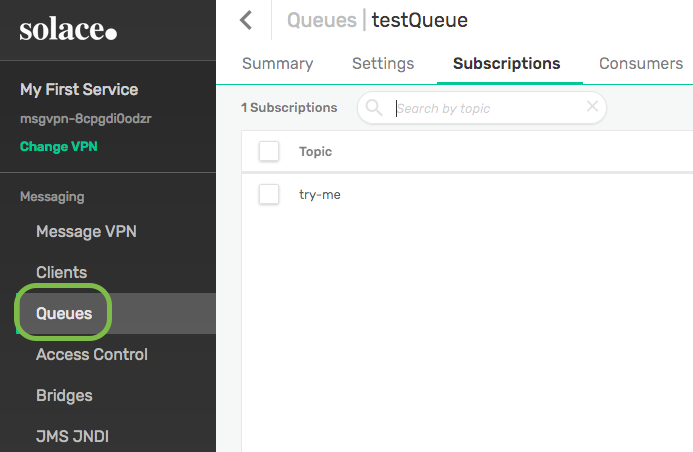 solace.
My First Service
msgvpn-8cpgdi0odzr
Change VPN
Messaging
Message VPN
Clients
Queues
Access Control
Bridges
JMS JNDI
Queues | testQueue
Summary Settings Subscriptions Consumers
1 Subscriptions Search by topic
Topic
try-me